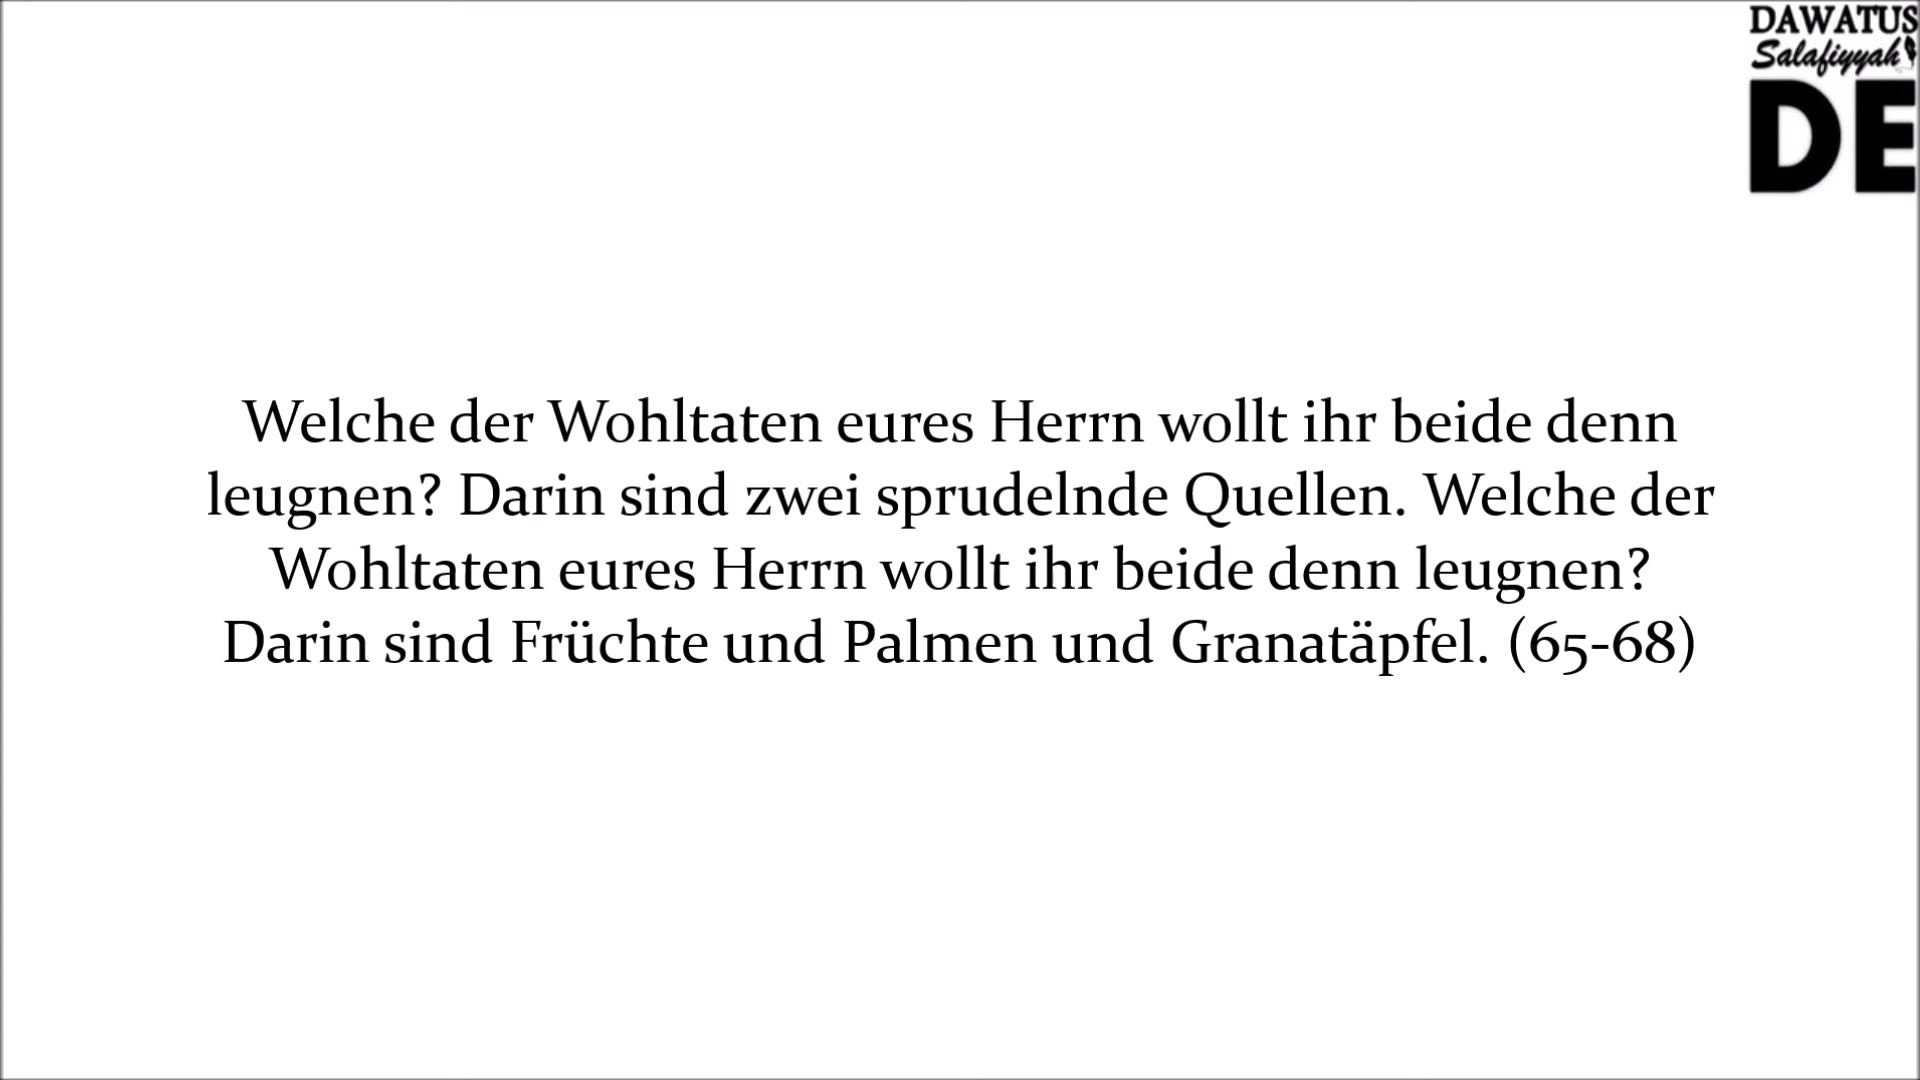 DAWATUS
Salafiyyah
DE
Welche der Wohltaten eures Herrn wollt ihr beide denn
leugnen? Darin sind zwei sprudelnde Quellen. Welche der
Wohltaten eures Herrn wollt ihr beide denn leugnen?
Darin sind Früchte und Palmen und Granatäpfel. (65-68)